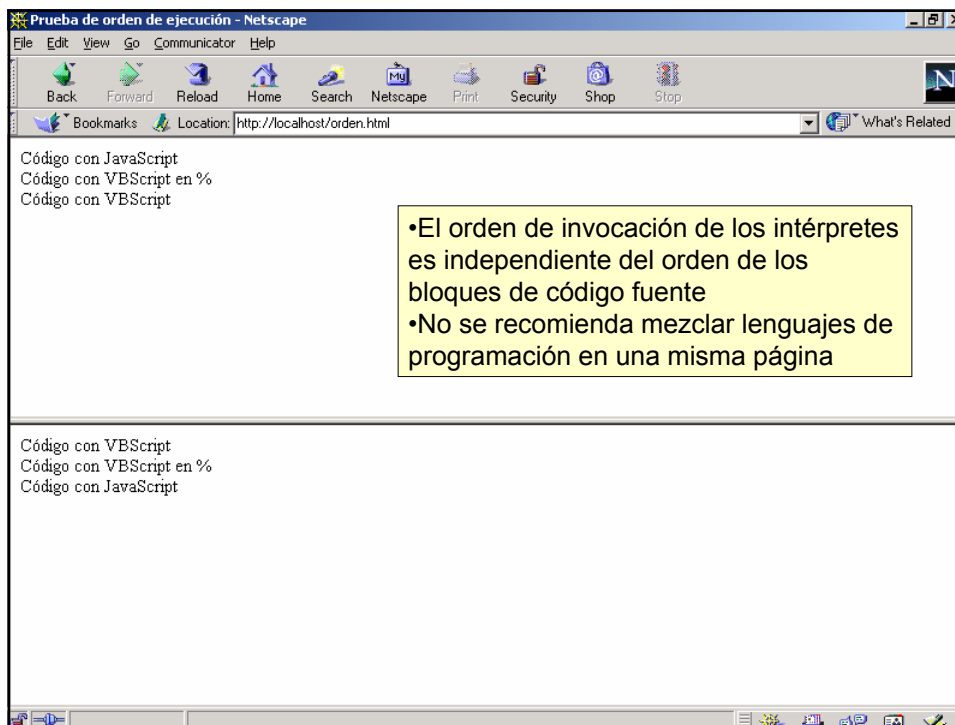 Prueba de orden de ejecución - Netscape
File Edit View Go Communicator Help
Back Forward Reload Home Search Netscape Print Security Shop Stop
Bookmarks Location: http://localhost/orden.html What's Related
Código con JavaScript
Código con VBScript en %
Código con VBScript
•El orden de invocación de los intérpretes
es independiente del orden de los
bloques de código fuente
•No se recomienda mezclar lenguajes de
programación en una misma página
Código con VBScript
Código con VBScript en %
Código con JavaScript